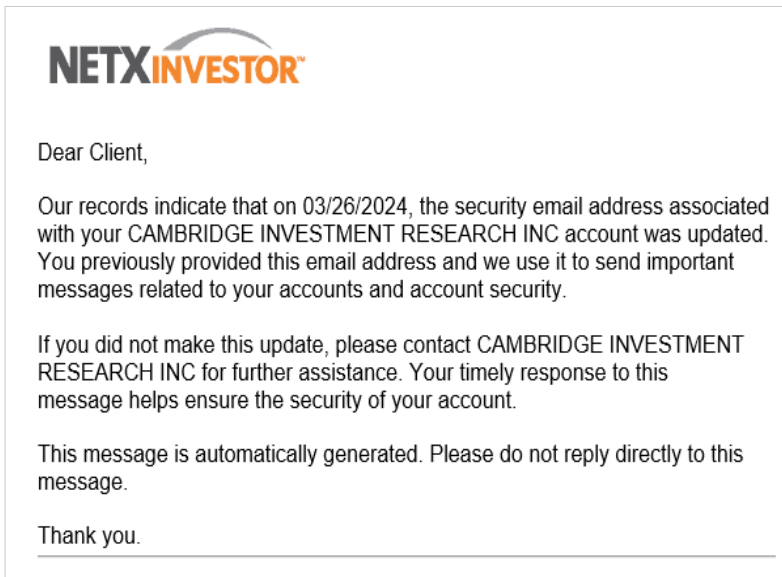 NETXINVESTOR™
Dear Client,
Our records indicate that on 03/26/2024, the security email address associated
with your CAMBRIDGE INVESTMENT RESEARCH INC account was updated.
You previously provided this email address and we use it to send important
messages related to your accounts and account security.
If you did not make this update, please contact CAMBRIDGE INVESTMENT
RESEARCH INC for further assistance. Your timely response to this
message helps ensure the security of your account.
This message is automatically generated. Please do not reply directly to this
message.
Thank you.